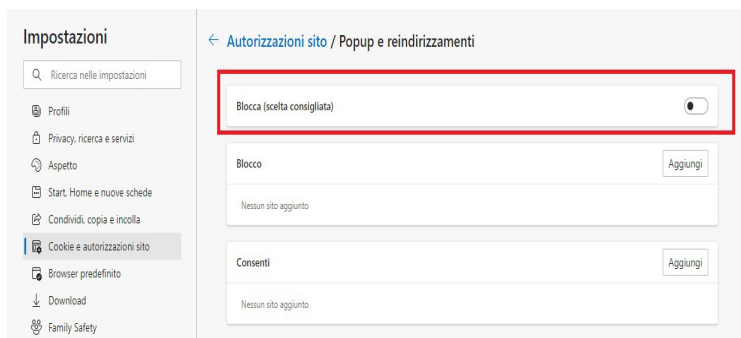 Impostazioni
Ricerca nelle impostazioni
Profili
Privacy, ricerca e servizi
Aspetto
Start, Home e nuove schede
Condividi, copia e incolla
Cookie e autorizzazioni sito
Browser predefinito
Download
Family Safety
Autorizzazioni sito / Popup e reindirizzamenti
Blocca (scelta consigliata)
Blocco Aggiungi
Nessun sito aggiunto
Consenti Aggiungi
Nessun sito aggiunto